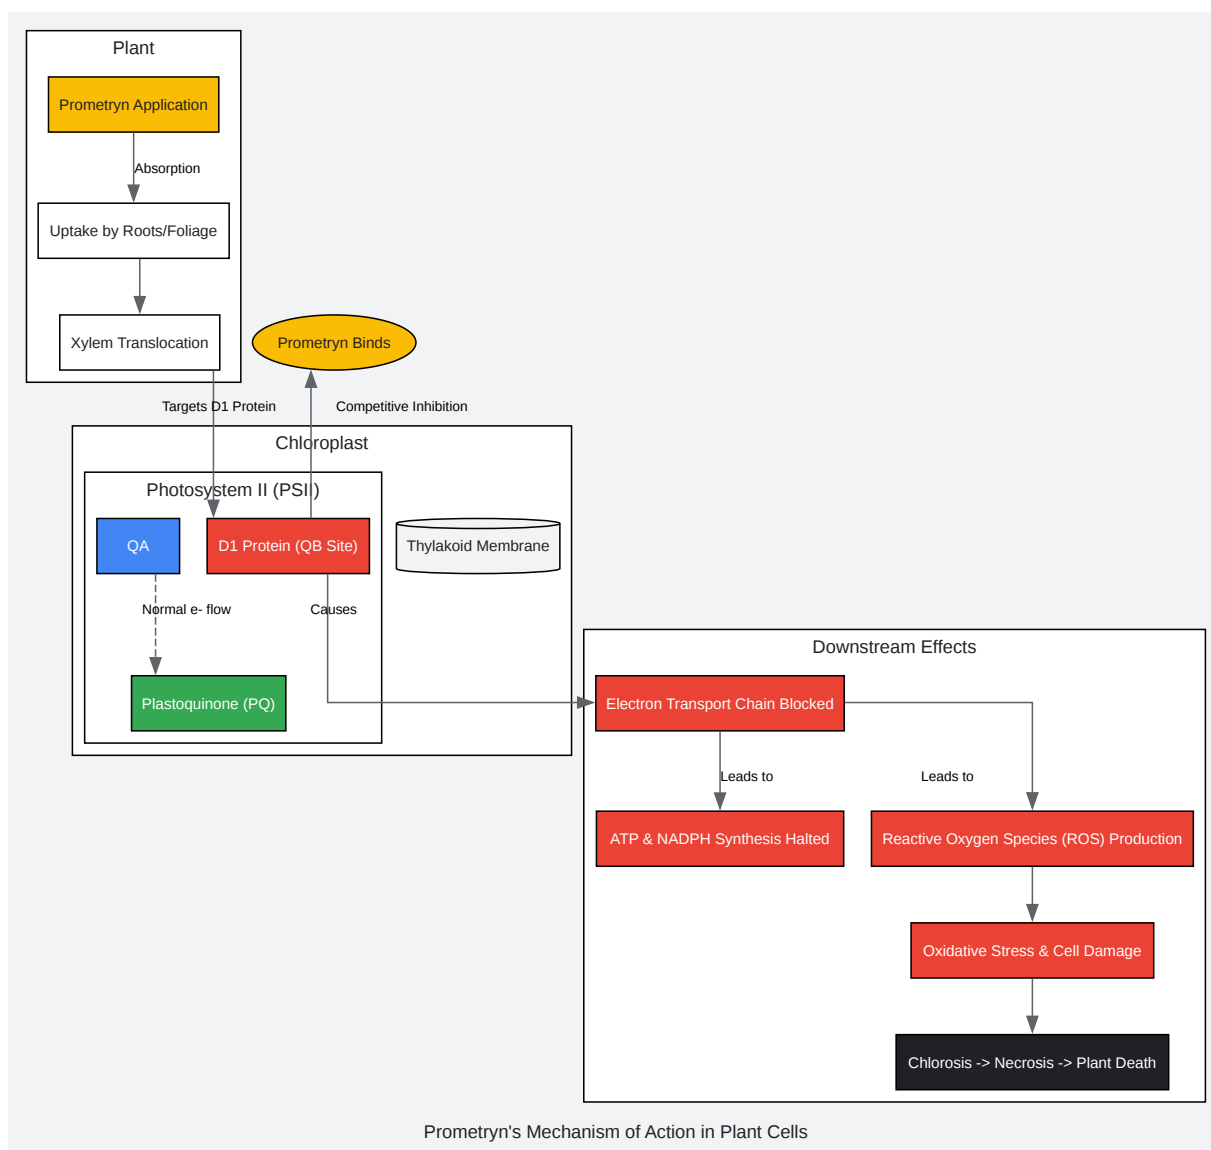 Plant
Prometryn Application
Absorption
Uptake by Roots/Foliage
Xylem Translocation
Prometryn Binds
Targets D1 Protein
Competitive Inhibition
Chloroplast
Photosystem II (PSII)
QA
D1 Protein (QB Site)
Thylakoid Membrane
Normal e- flow
Causes
Plastoquinone (PQ)
Downstream Effects
Electron Transport Chain Blocked
Leads to
Leads to
ATP & NADPH Synthesis Halted
Reactive Oxygen Species (ROS) Production
Oxidative Stress & Cell Damage
Chlorosis -> Necrosis -> Plant Death
Prometryn's Mechanism of Action in Plant Cells